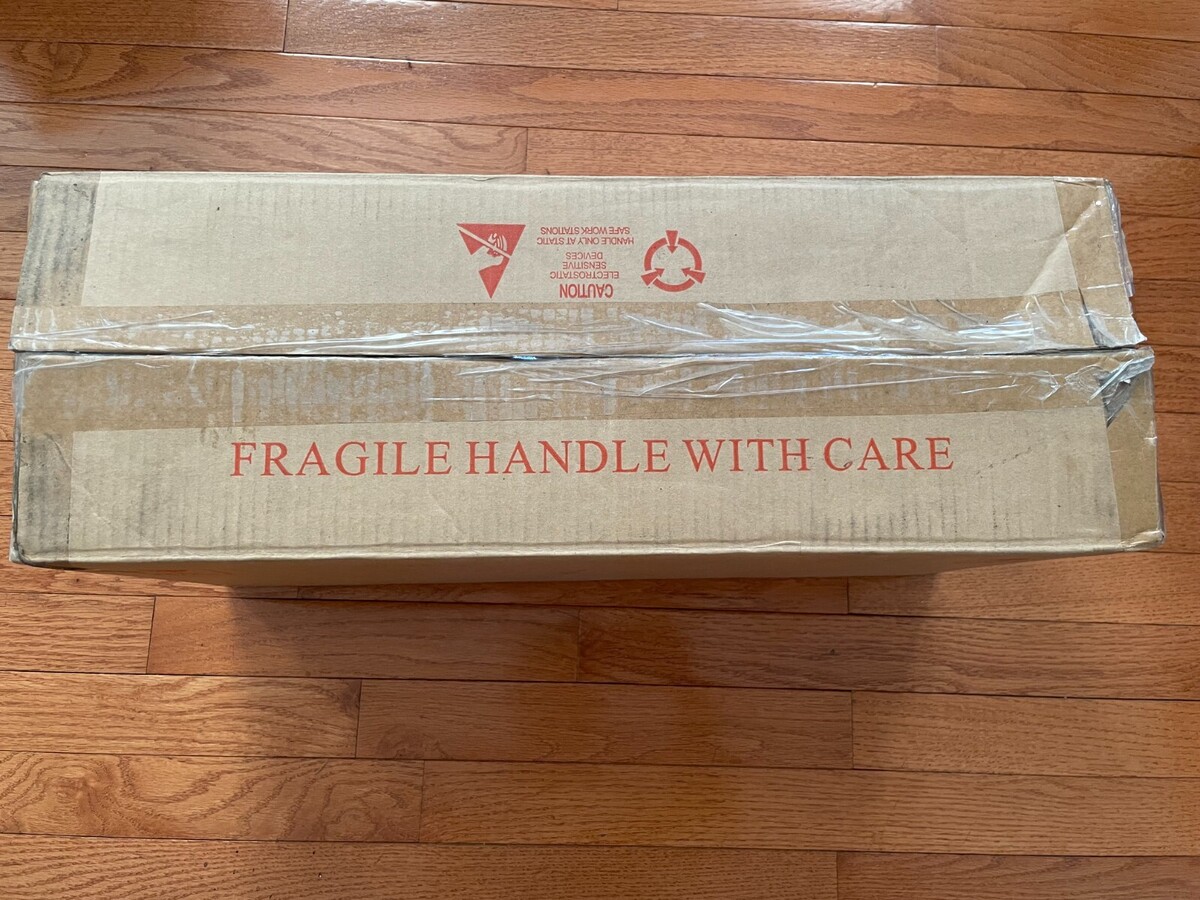 CAUTION
ELECTROSTATIC
SENSITIVE
DEVICES
HANDLE ONLY AT STATIC
SAFE WORK STATIONS
FRAGILE HANDLE WITH CARE